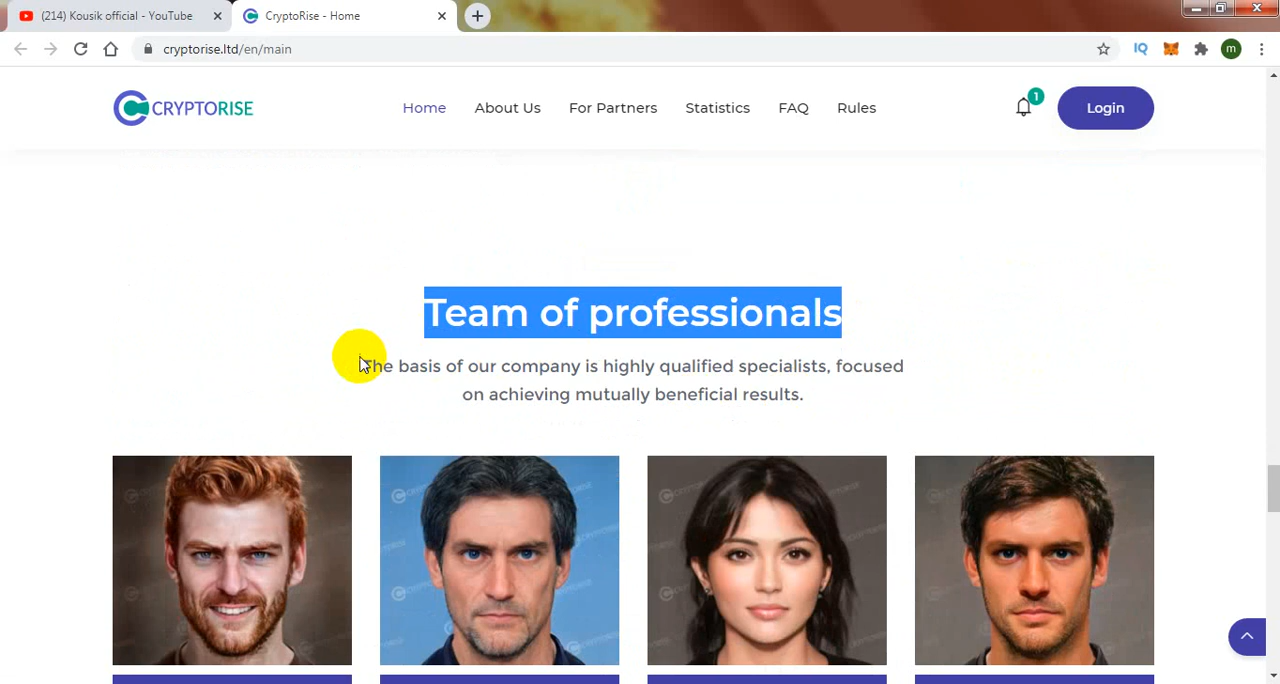 (214) Kousik official - YouTube
CryptoRise - Home
cryptorise.ltd/en/main
IQ
m
CRYPTORISE
Home
About Us
For Partners
Statistics
FAQ
Rules
1
Login
Team of professionals
The basis of our company is highly qualified specialists, focused
on achieving mutually beneficial results.